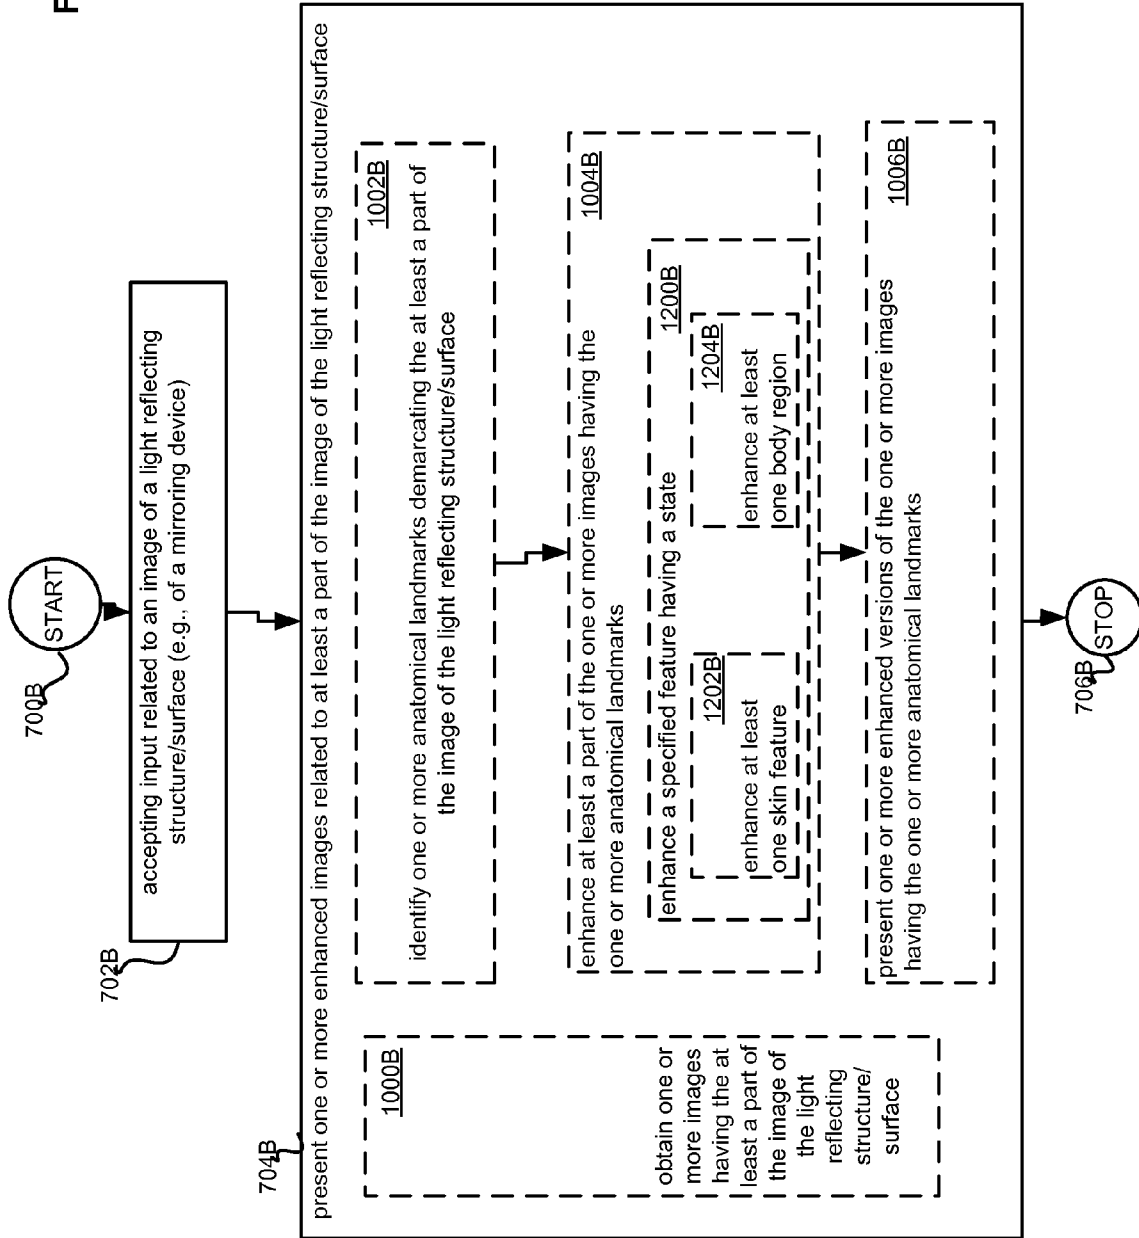 F
START
700B
702B
accepting input related to an image of a light reflecting
structure/surface (e.g., of a mirroring device)
704B
present one or more enhanced images related to at least a part of the image of the light reflecting structure/surface
1000B
obtain one or
more images
having the at
least a part of
the image of
the light
reflecting
structure/
surface
1002B
identify one or more anatomical landmarks demarcating the at least a part of
the image of the light reflecting structure/surface
1004B
enhance at least a part of the one or more images having the
one or more anatomical landmarks
1200B
enhance a specified feature having a state
1202B
enhance at least
one skin feature
1204B
enhance at least
one body region
1006B
present one or more enhanced versions of the one or more images
having the one or more anatomical landmarks
706B
STOP